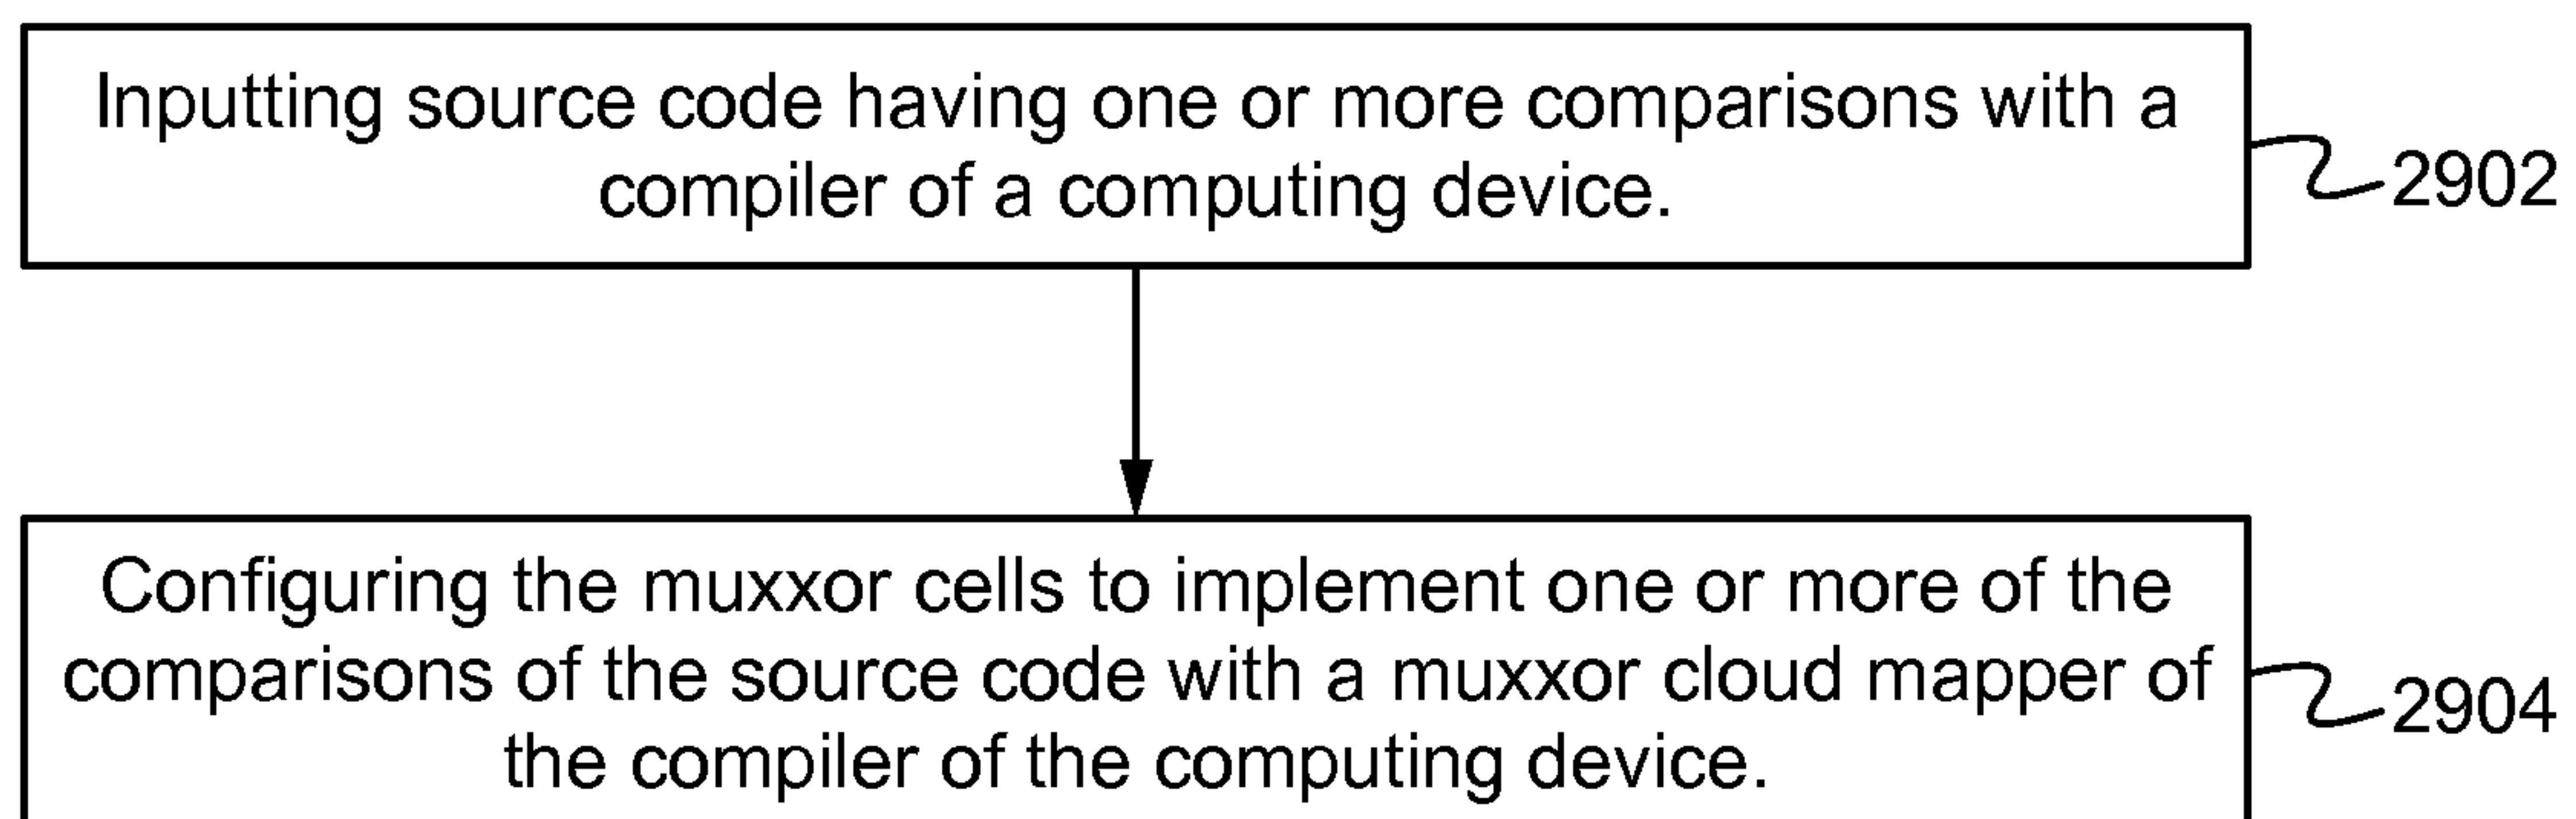 Inputting source code having one or more comparisons with a
compiler of a computing device.
2902
Configuring the muxxor cells to implement one or more of the
comparisons of the source code with a muxxor cloud mapper of
the compiler of the computing device.
2904